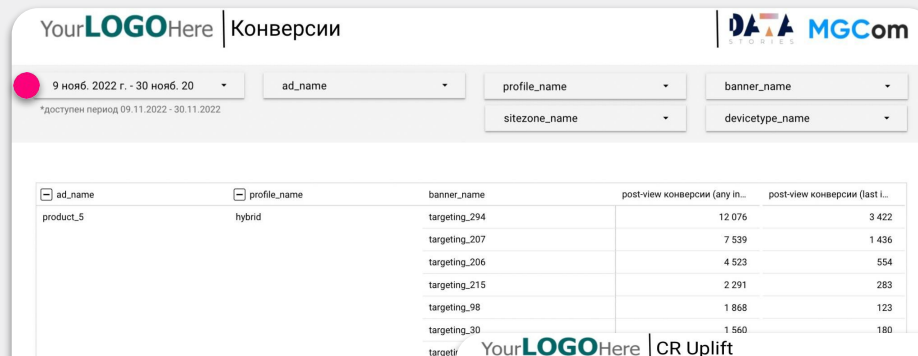 YourLOGOHere Конверсии DATA STORIES MGCom
9 нояб. 2022 г. - 30 нояб. 20 ad_name profile_name banner_name
*доступен период 09.11.2022 - 30.11.2022
sitezone_name devicetype_name
ad_name profile_name banner_name post-view конверсии (any in... post-view конверсии (last i...
product_5 hybrid targeting_294 12 076 3 422
targeting_207 7 539 1 436
targeting_206 4 523 554
targeting_215 2 291 283
targeting_98 1 868 123
targeting_30 1 560 180
YourLOGOHere CR Uplift